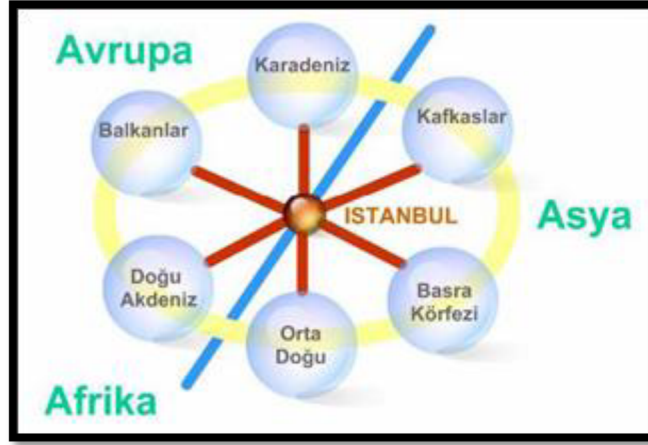 Avrupa
Karadeniz
Kafkaslar
Balkanlar
ISTANBUL
Asya
Doğu
Akdeniz
Basra
Körfezi
Orta
Doğu
Afrika